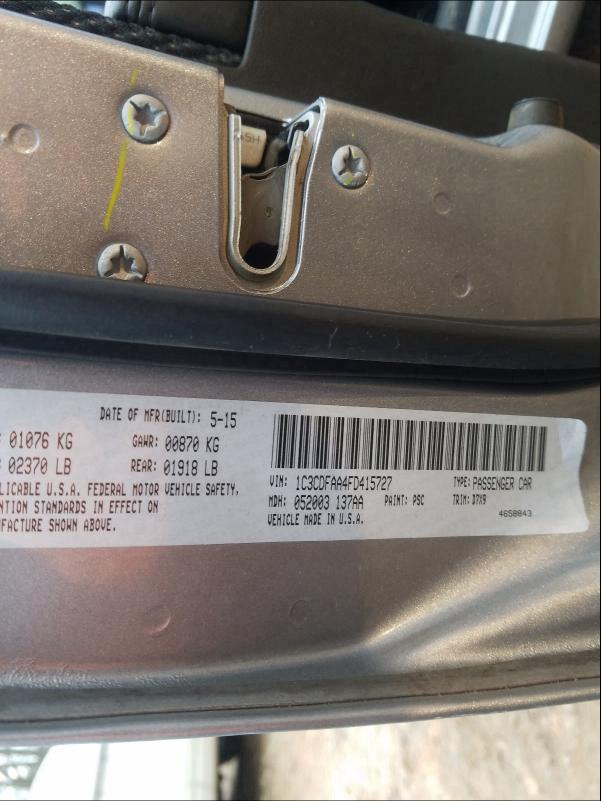 DATE OF MFR(BUILT): 5-15
01076 KG GAWR: 00870 KG
02370 LB REAR: 01918 LB
LICABLE U.S.A. FEDERAL MOTOR VEHICLE SAFETY,
ENTION STANDARDS IN EFFECT ON
FACTURE SHOWN ABOVE.
VIN: 1C3CDFAA4FD415727 TYPE: PASSENGER CAR
MDH: 052003 137AA PAINT: PSC TRIM: D7X9
VEHICLE MADE IN U.S.A. 4658843